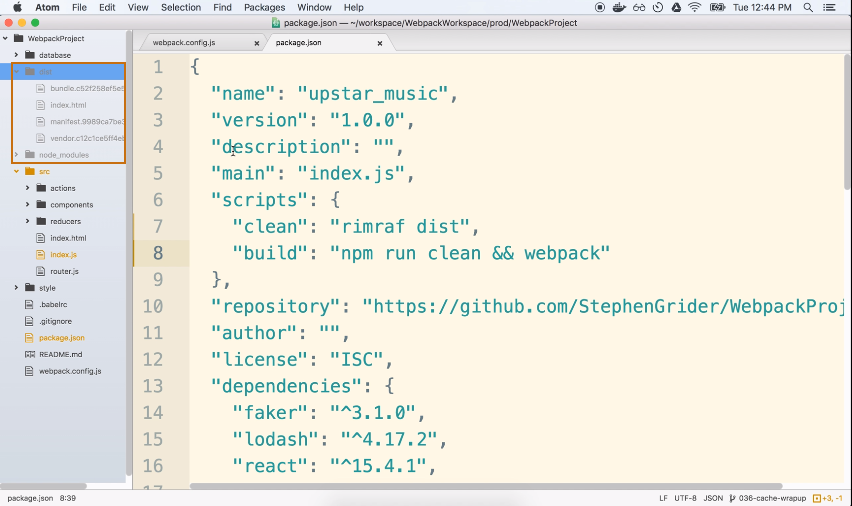 Atom File Edit View Selection Find Packages Window Help Tue 12:44 PM
package.json — ~/workspace/WebpackWorkspace/prod/WebpackProject
WebpackProject
database
dist
bundle.c52f258ef5e5
index.html
manifest.9989ca7be3
vendor.c12c1ce5ff4e8
node_modules
src
actions
components
reducers
index.html
index.js
router.js
style
.babelrc
.gitignore
package.json
README.md
webpack.config.js
webpack.config.js package.json
1 {
2 "name": "upstar_music",
3 "version": "1.0.0",
4 "description": "",
5 "main": "index.js",
6 "scripts": {
7 "clean": "rimraf dist",
8 "build": "npm run clean && webpack"
9 },
10 "repository": "https://github.com/StephenGrider/WebpackProj
11 "author": "",
12 "license": "ISC",
13 "dependencies": {
14 "faker": "^3.1.0",
15 "lodash": "^4.17.2",
16 "react": "^15.4.1",
package.json 8:39 LF UTF-8 JSON 036-cache-wrapup +3, -1